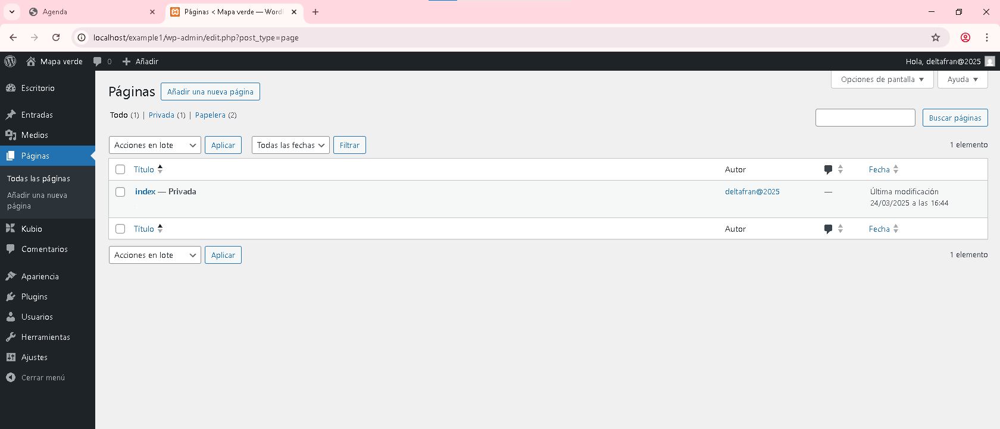 Agenda
Páginas < Mapa verde — WordP
localhost/example1/wp-admin/edit.php?post_type=page
Mapa verde
0
Añadir
Hola, deltafran@2025
Escritorio
Entradas
Medios
Páginas
Todas las páginas
Añadir una nueva
página
Kubio
Comentarios
Apariencia
Plugins
Usuarios
Herramientas
Ajustes
Cerrar menú
Opciones de pantalla
Ayuda
Páginas
Añadir una nueva página
Todo (1) | Privada (1) | Papelera (2)
Buscar páginas
Acciones en lote
Aplicar
Todas las fechas
Filtrar
1 elemento
Título
Autor
Fecha
index — Privada
deltafran@2025
—
Última modificación
24/03/2025 a las 16:44
Título
Autor
Fecha
Acciones en lote
Aplicar
1 elemento